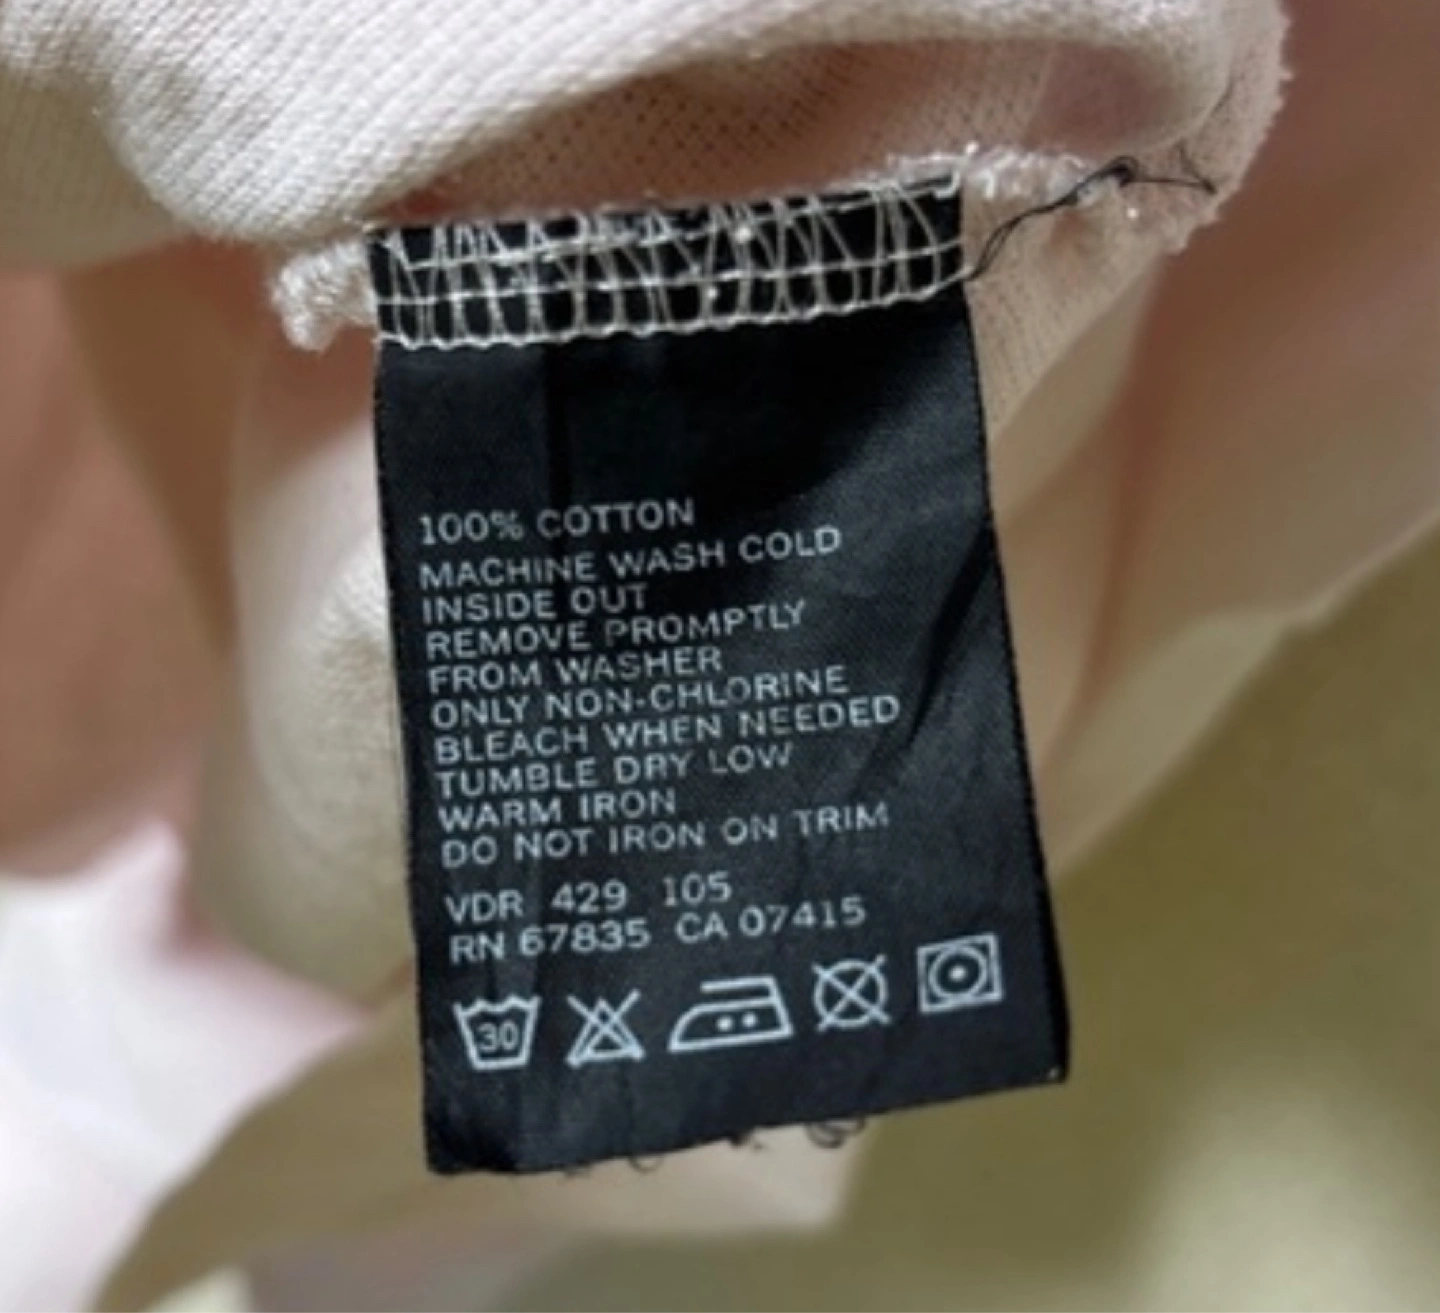 100% COTTON
MACHINE WASH COLD
INSIDE OUT
REMOVE PROMPTLY
FROM WASHER
ONLY NON-CHLORINE
BLEACH WHEN NEEDED
TUMBLE DRY LOW
WARM IRON
DO NOT IRON ON TRIM
VDR 429 105
RN 67835 CA 07415
30